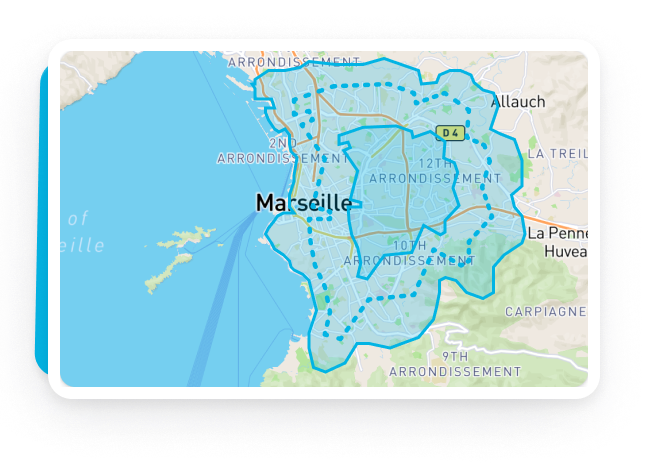 ARRONDISSEMENT
Allauch
D 4
2ND
ARRONDISSEMENT
LA TREIL
12TH
ARRONDISSEMENT
Marseille
of
eille
La Penne
Huvea
10TH
ARRONDISSEMENT
CARPIAGNE
9TH
ARRONDISSEMENT